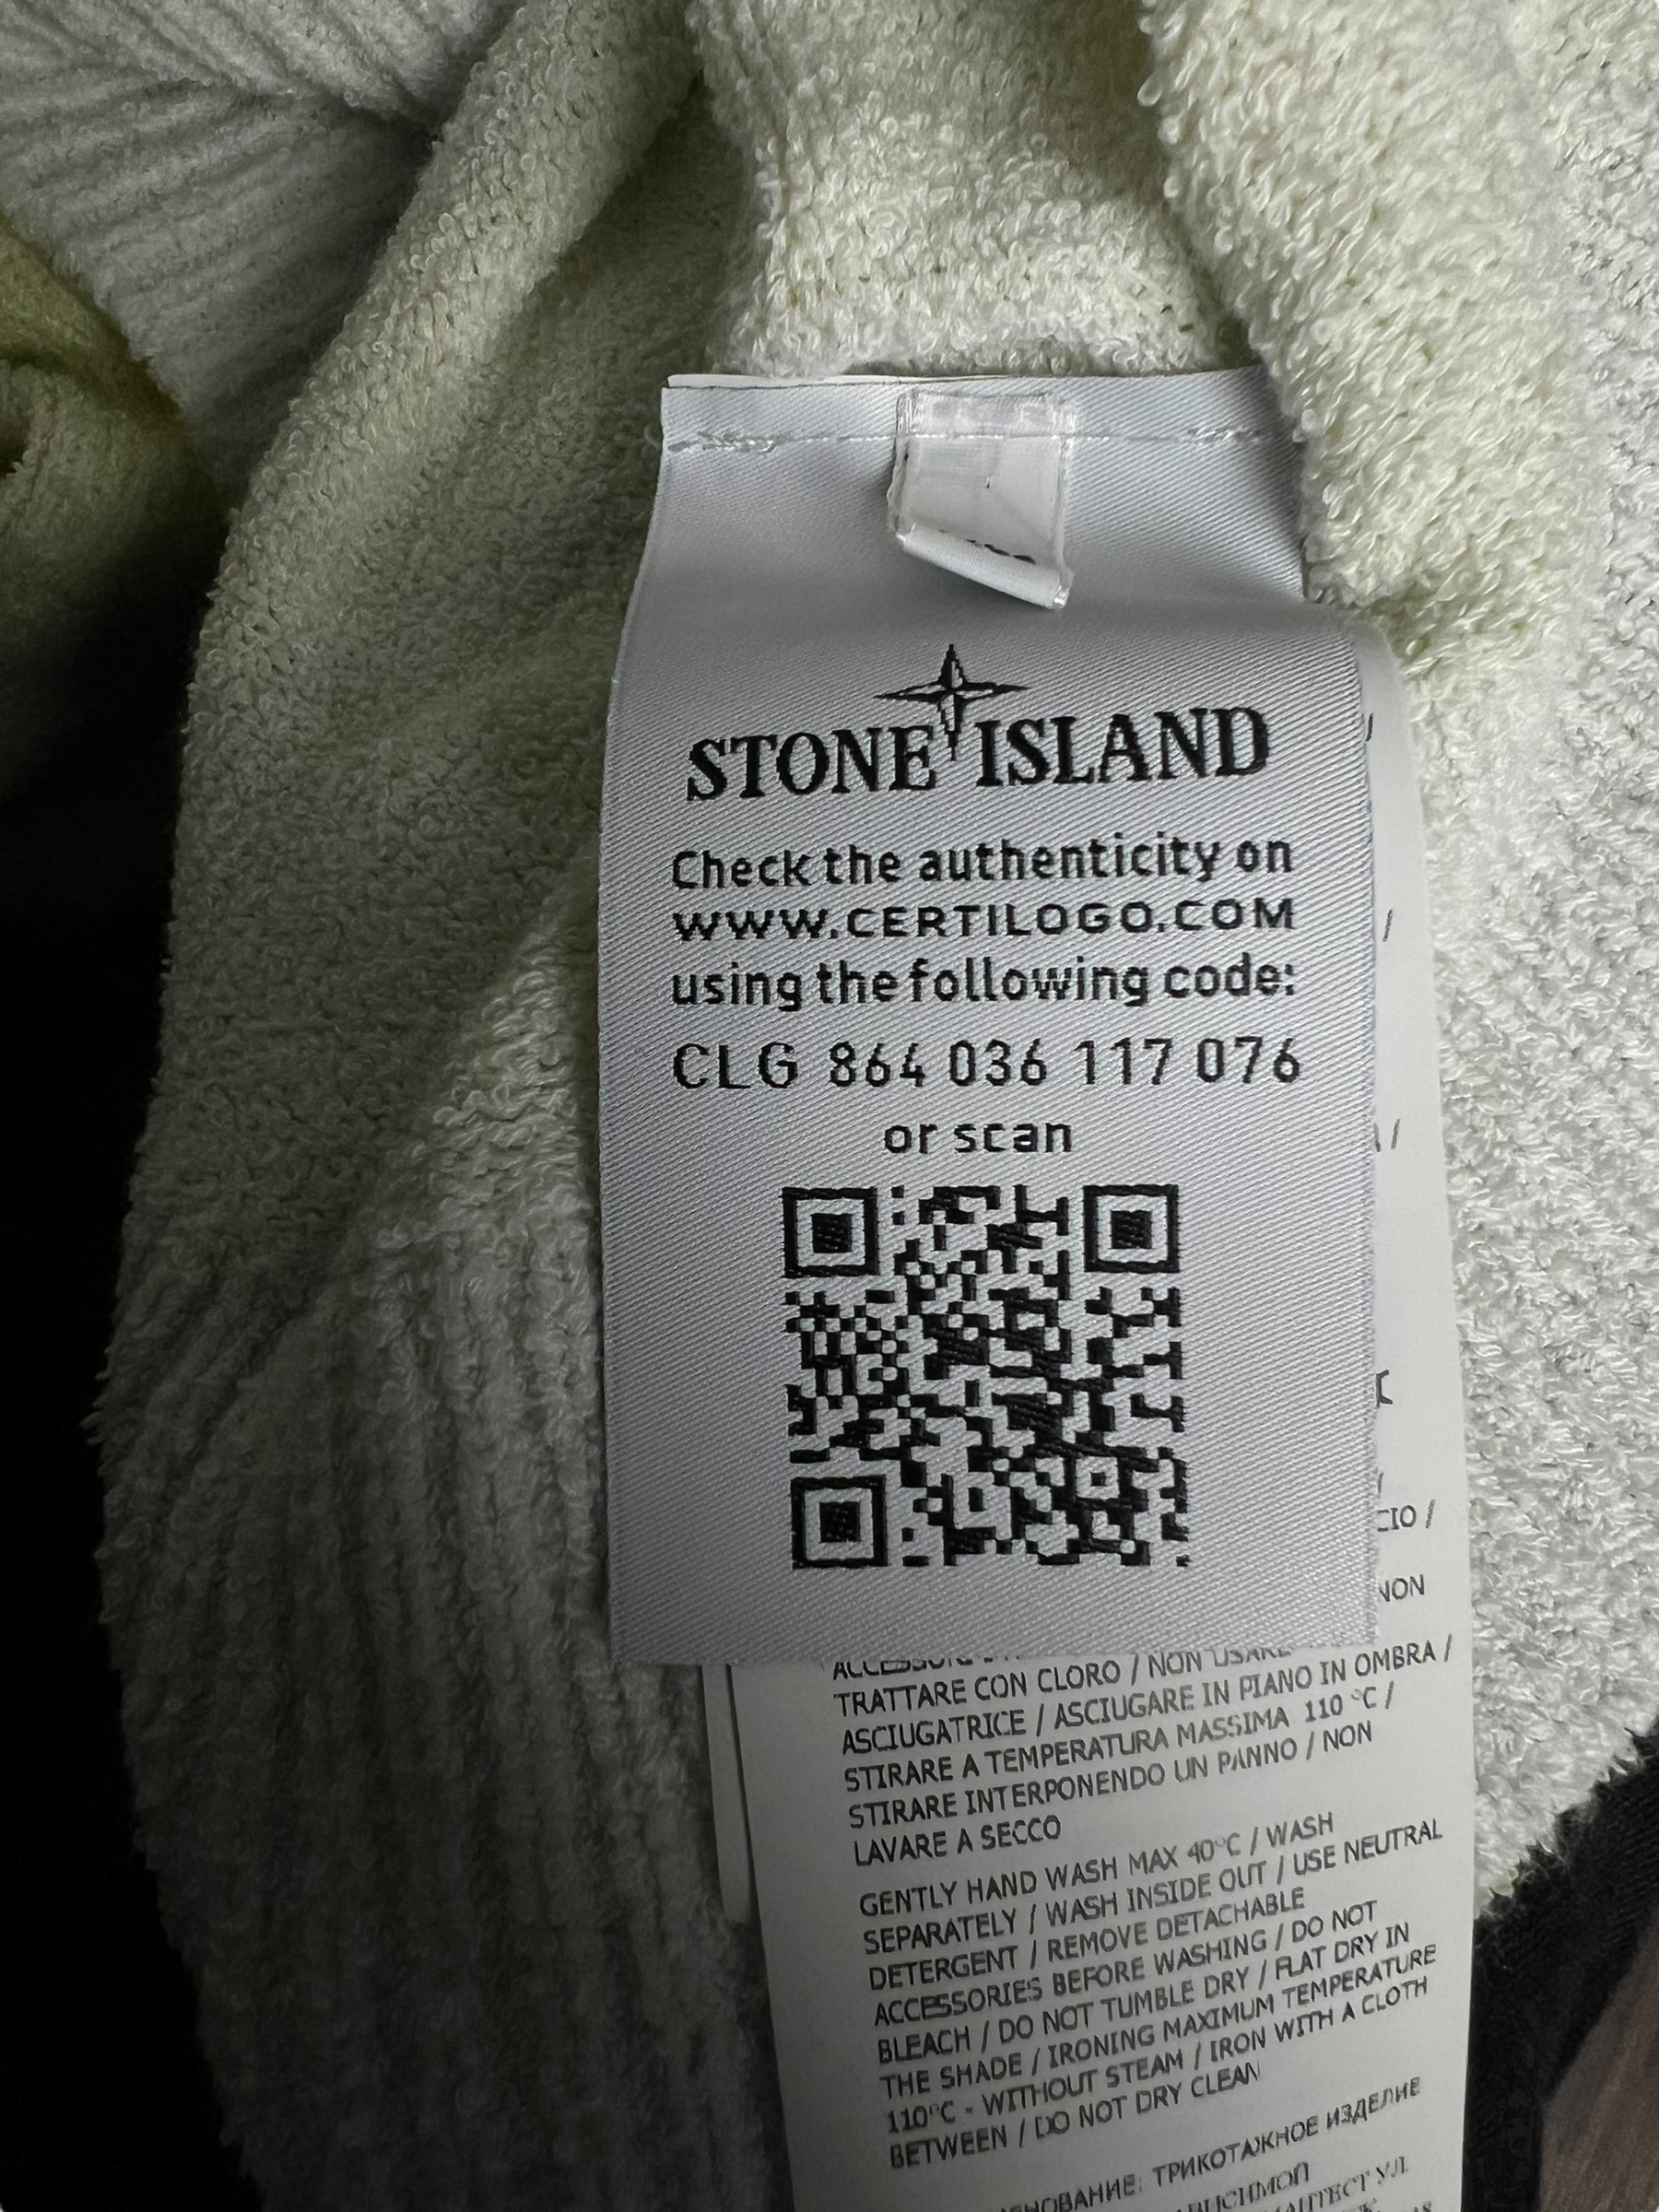 STONE ISLAND
Check the authenticity on
WWW.CERTILOGO.COM
using the following code:
CLG 864 036 117 076
or scan
CIO /
NON
TRATTARE CON CLORO / NON USARE
ASCIUGATRICE / ASCIUGARE IN PIANO IN OMBRA /
STIRARE A TEMPERATURA MASSIMA 110 °C /
STIRARE INTERPONENDO UN PANNO / NON
LAVARE A SECCO
GENTLY HAND WASH MAX 40°C / WASH
SEPARATELY / WASH INSIDE OUT / USE NEUTRAL
DETERGENT / REMOVE DETACHABLE
ACCESSORIES BEFORE WASHING / DO NOT
BLEACH / DO NOT TUMBLE DRY / FLAT DRY IN
THE SHADE / IRONING MAXIMUM TEMPERATURE
110°C - WITHOUT STEAM / IRON WITH A CLOTH
BETWEEN / DO NOT DRY CLEAN
ТРИКОТАЖНОЕ ИЗДЕЛИЕ